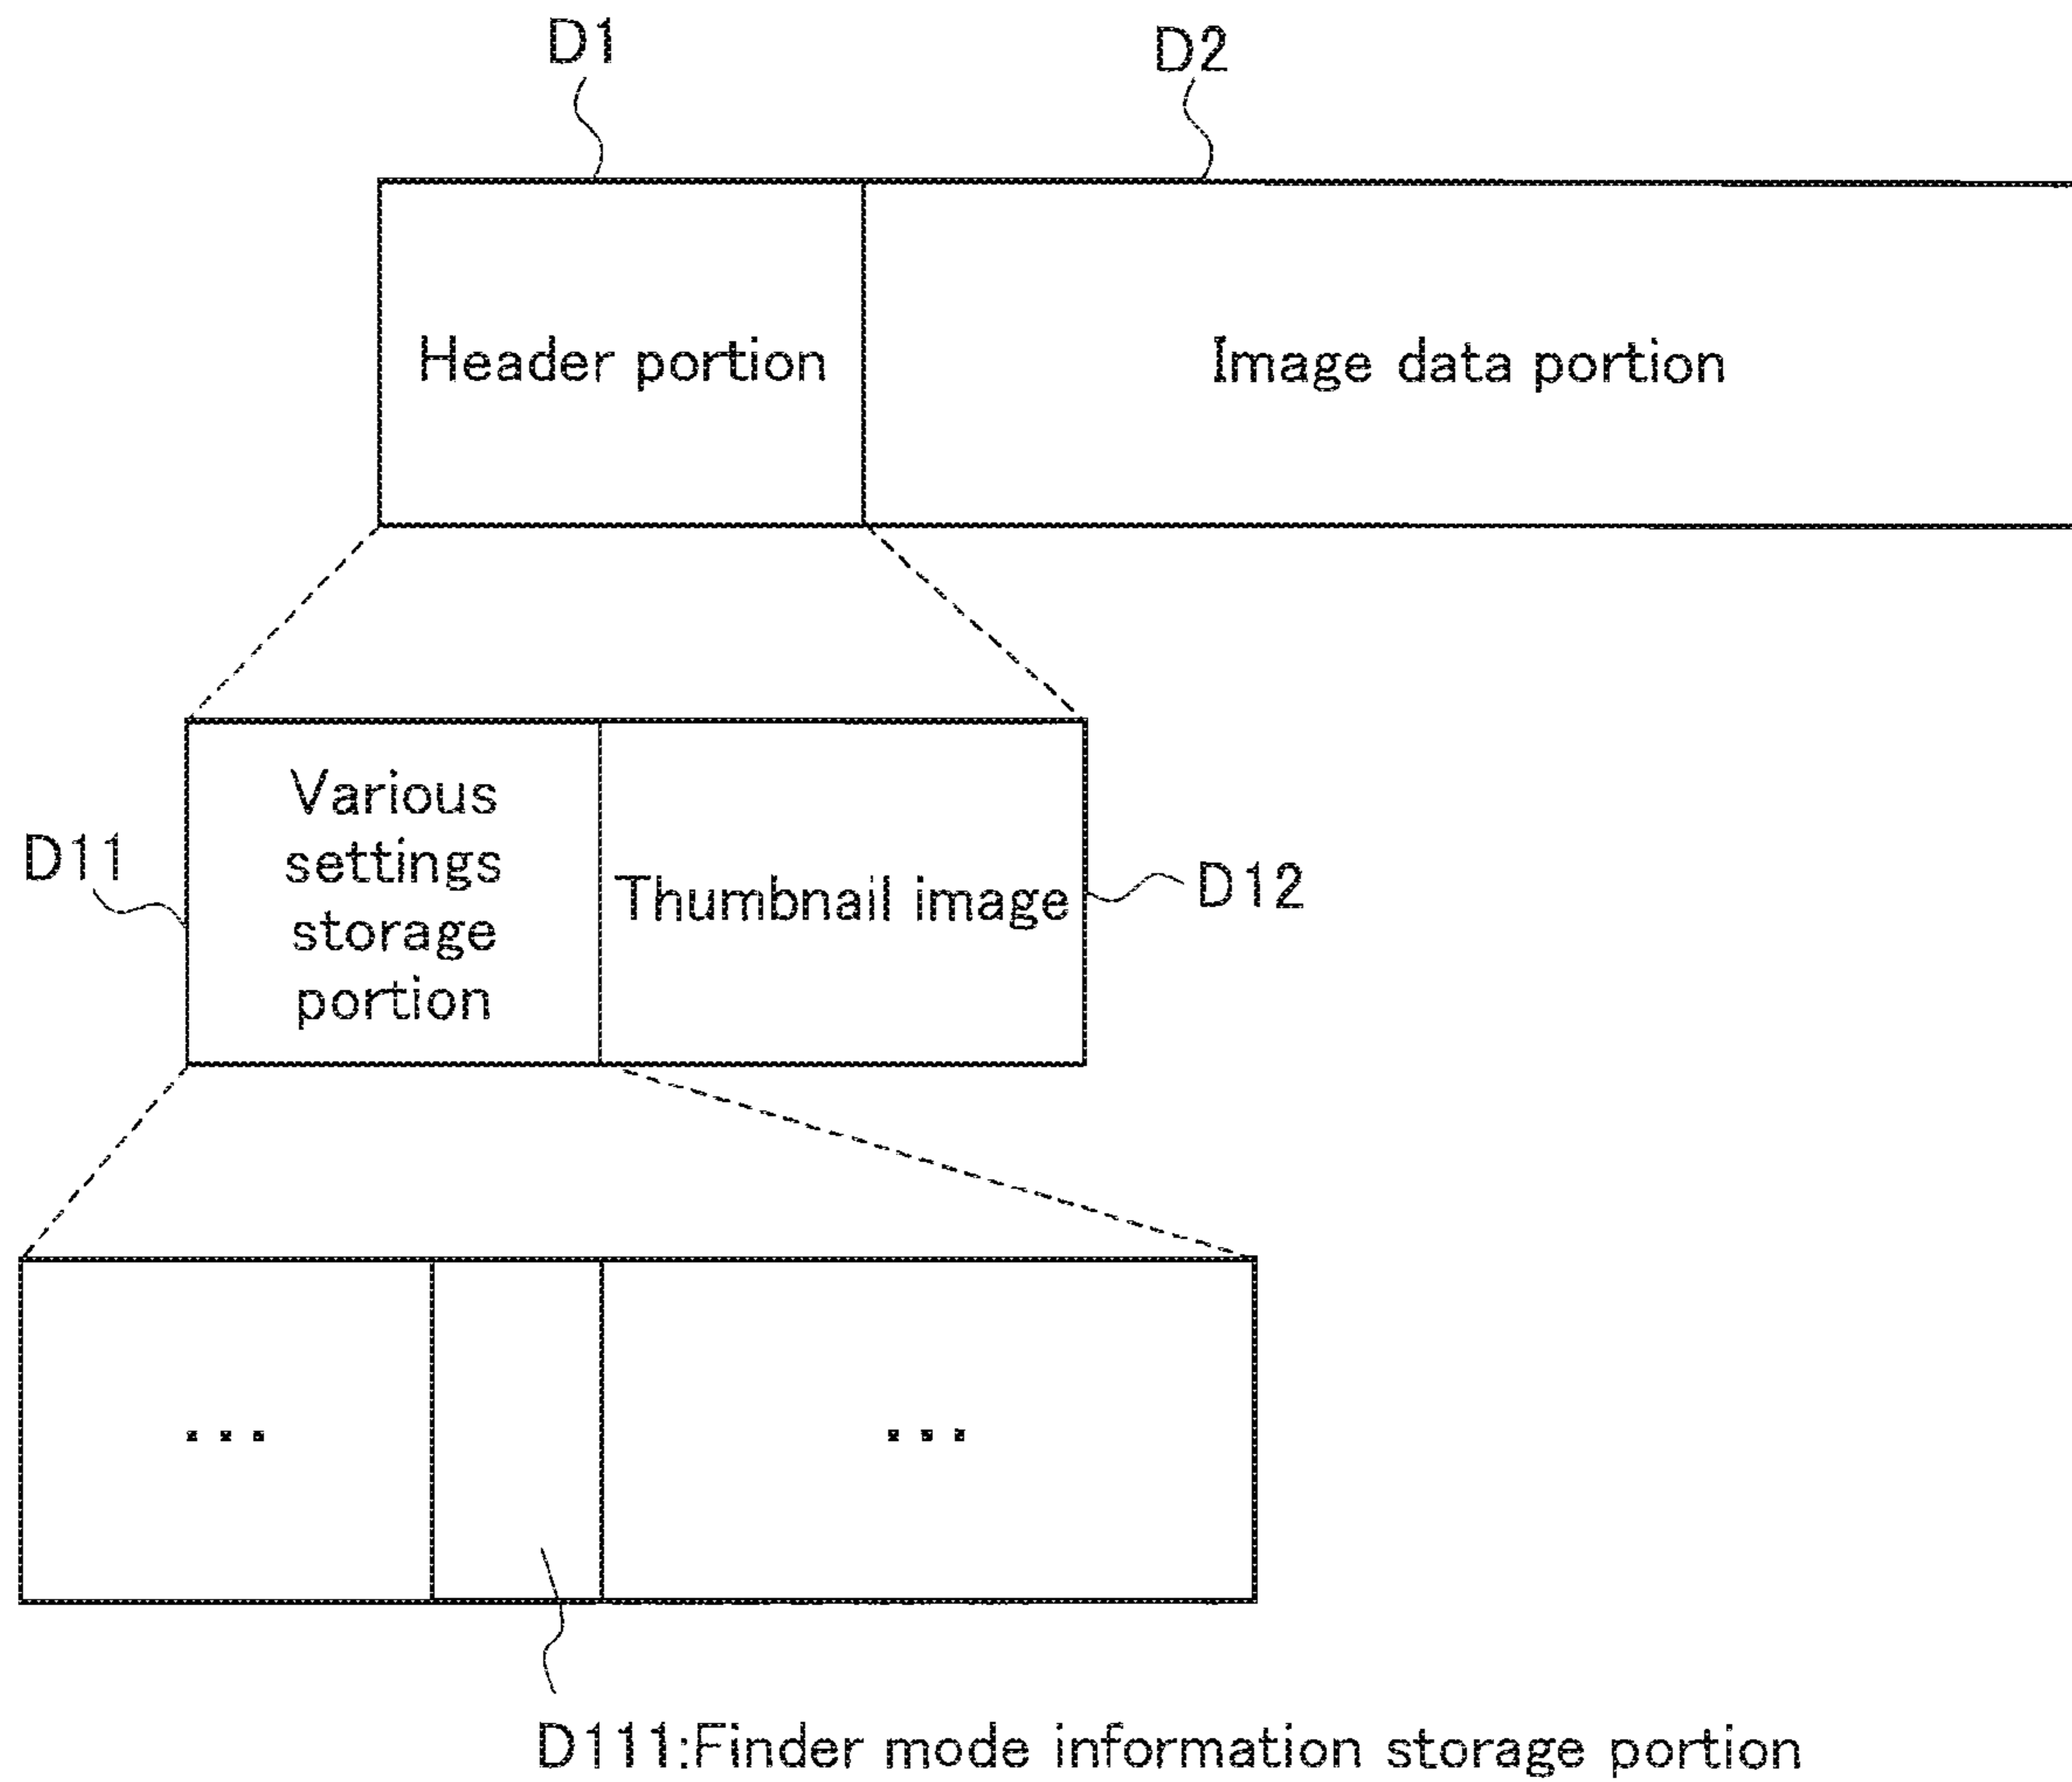 D1
D2
Header portion
Image data portion
Various
settings
storage
portion
D11
Thumbnail image
D12
...
...
D111:Finder mode information storage portion